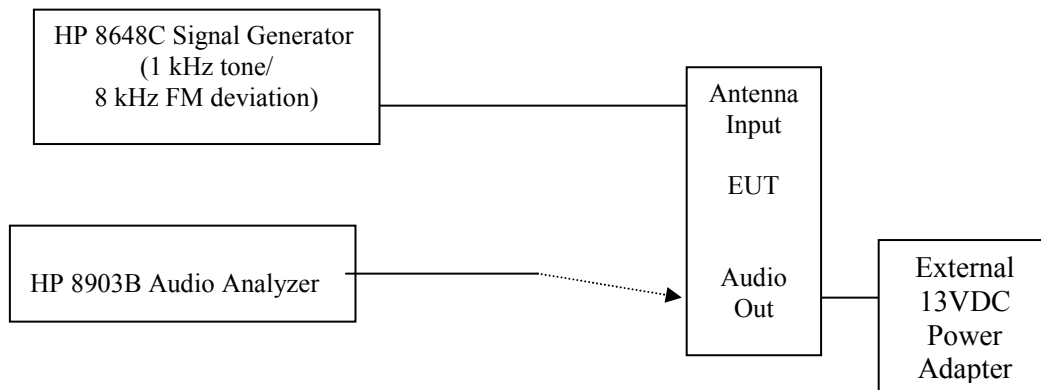 HP 8648C Signal Generator
(1 kHz tone/
8 kHz FM deviation)
Antenna
Input
EUT
HP 8903B Audio Analyzer
Audio
Out
External
13VDC
Power
Adapter